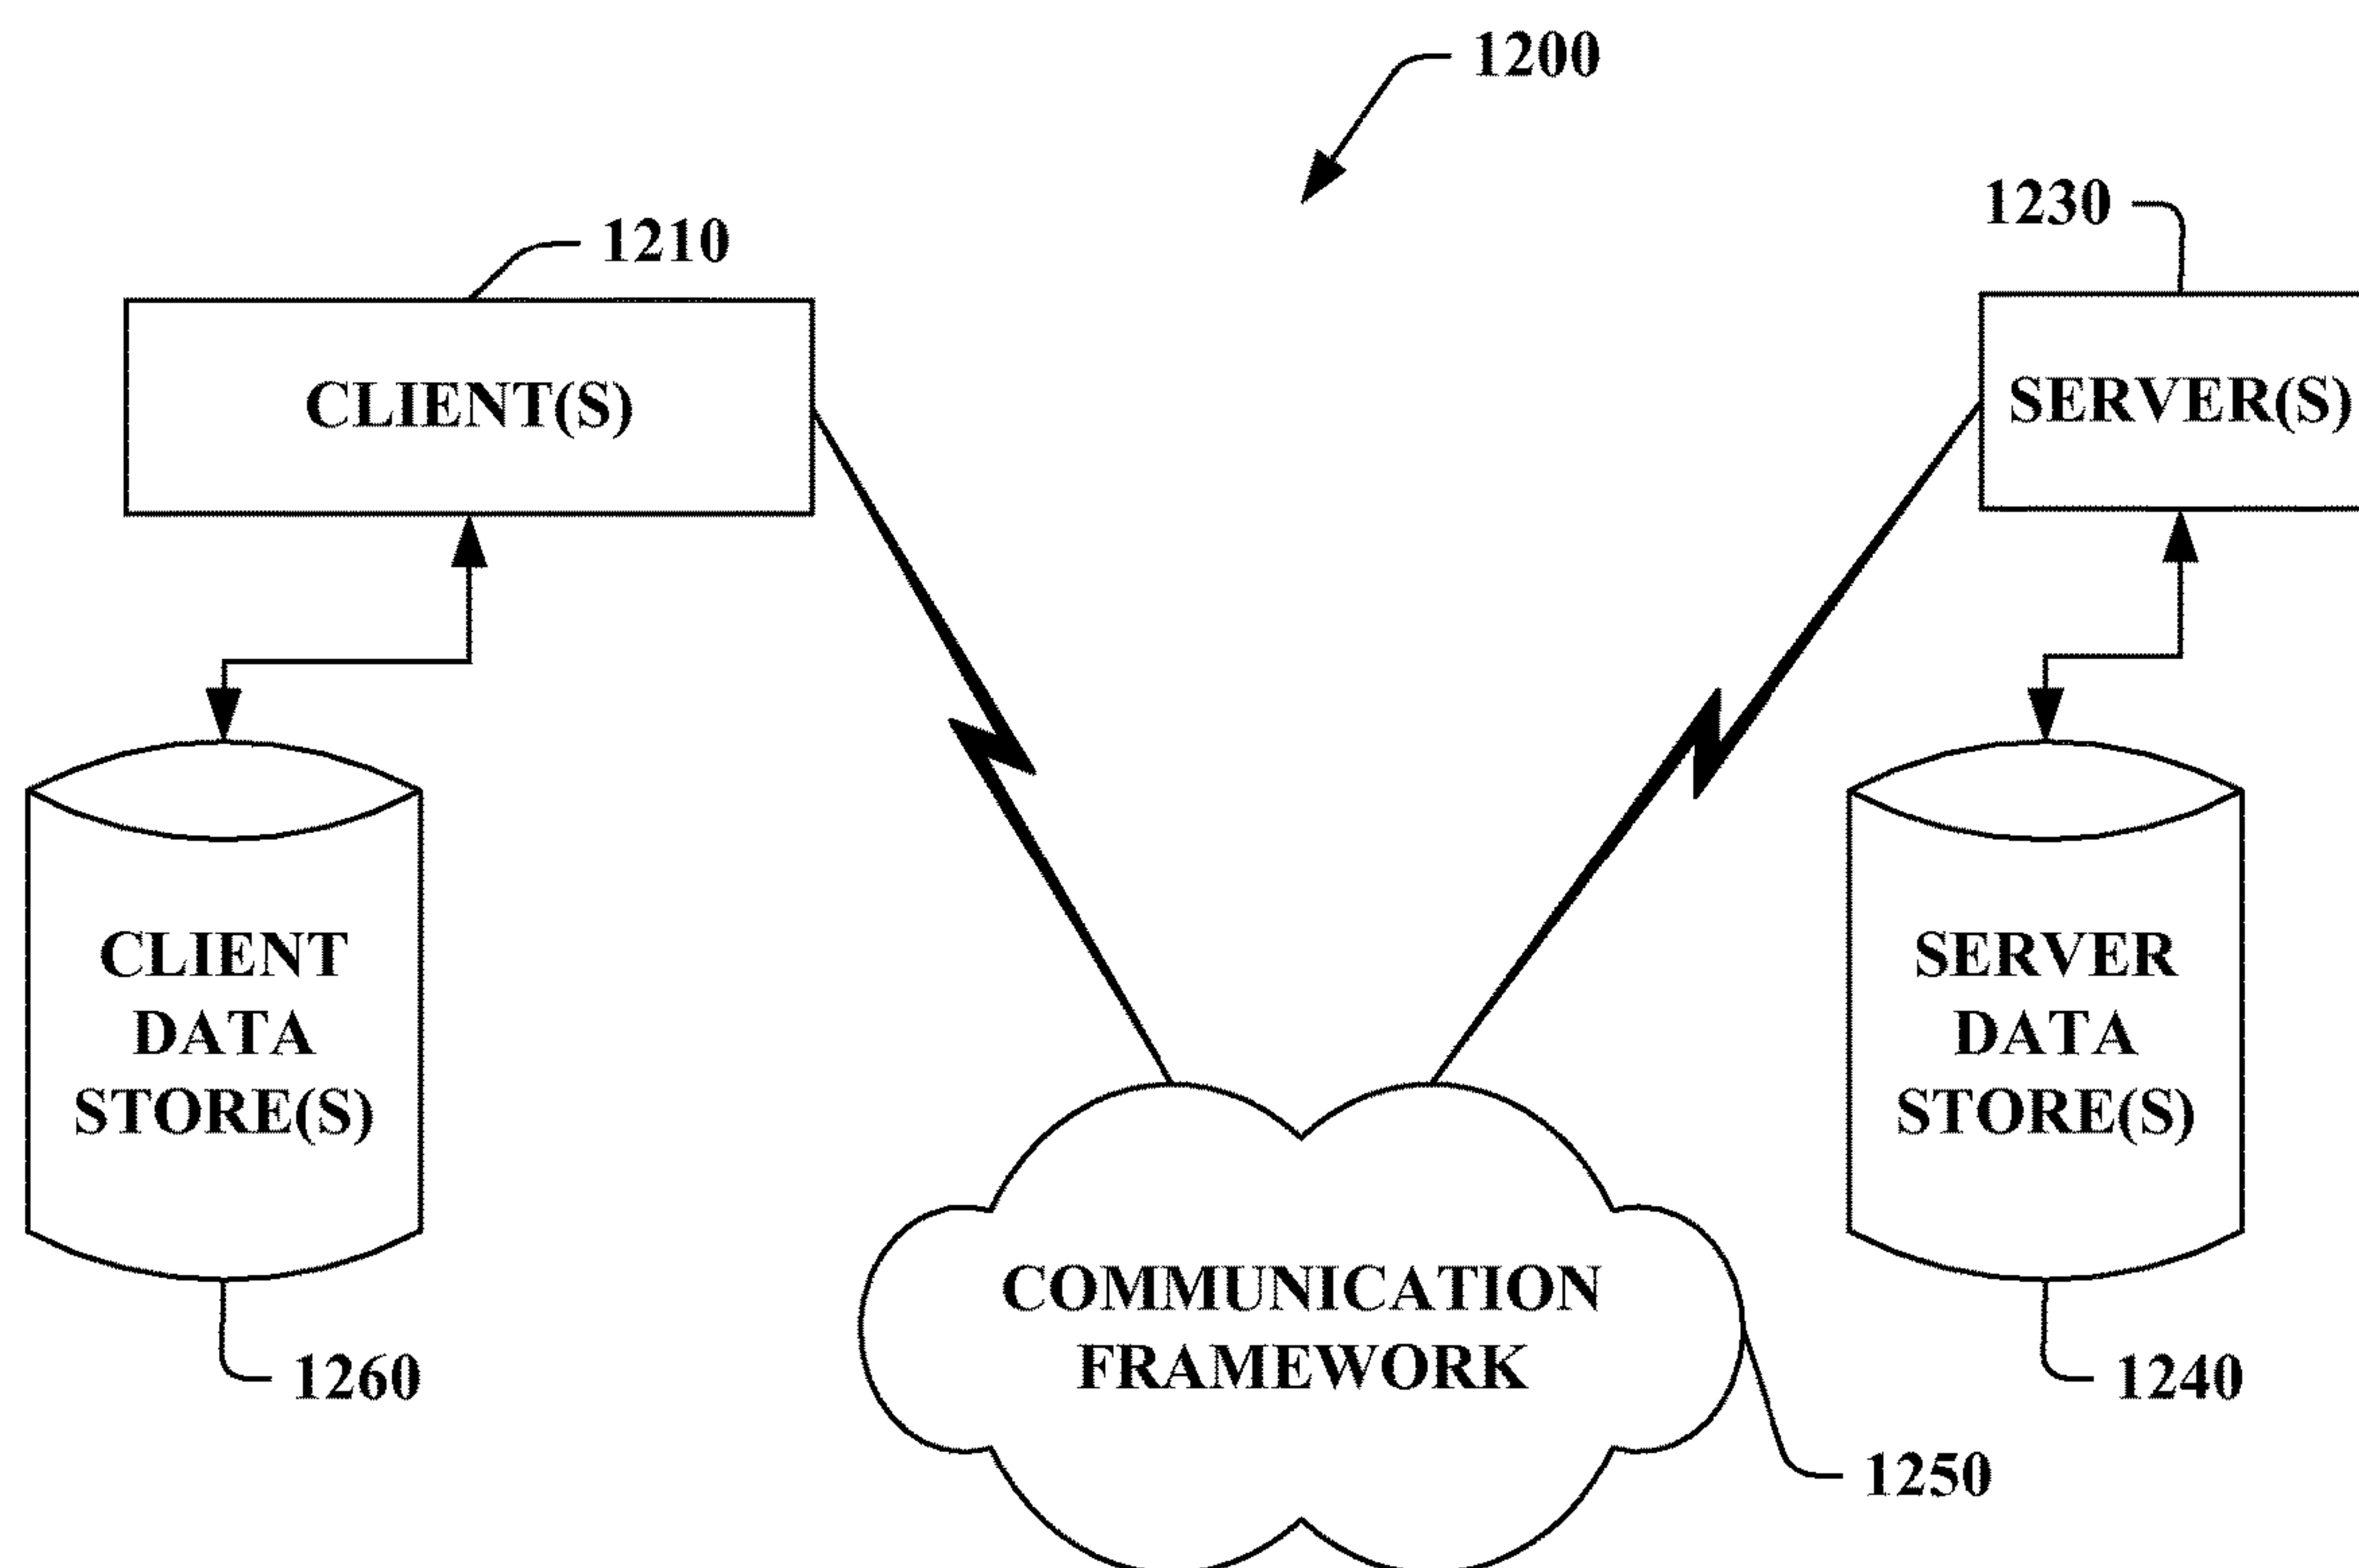 1200
1230
1210
CLIENT(S)
SERVER(S)
CLIENT
DATA
STORE(S)
SERVER
DATA
STORE(S)
COMMUNICATION
FRAMEWORK
1260
1240
1250